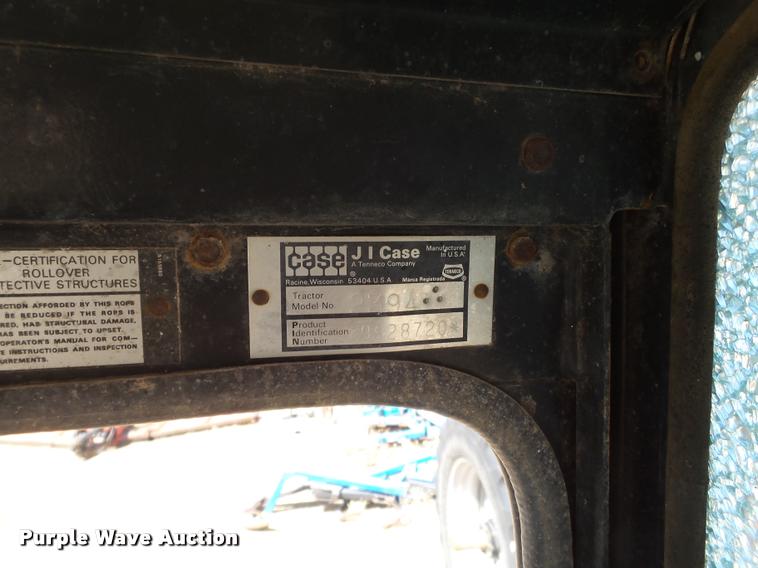 L—CERTIFICATION FOR
ROLLOVER
TECTIVE STRUCTURES
ECTION AFFORDED BY THIS ROPS
BE REDUCED IF THE ROPS IS
RED, HAS STRUCTURAL DAMAGE,
HAS BEEN SUBJECT TO UPSET.
OPERATOR'S MANUAL FOR COM—
E INSTRUCTIONS AND INSPECTION
UIREMENTS.
case
J I Case
A Tenneco Company
Manufactured
In U.S.A.
TENNECO
Racine, Wisconsin 53404 U.S.A.
Marca Registrada
Tractor
Model No.
Product
Identification
Number
28720*
Purple Wave Auction